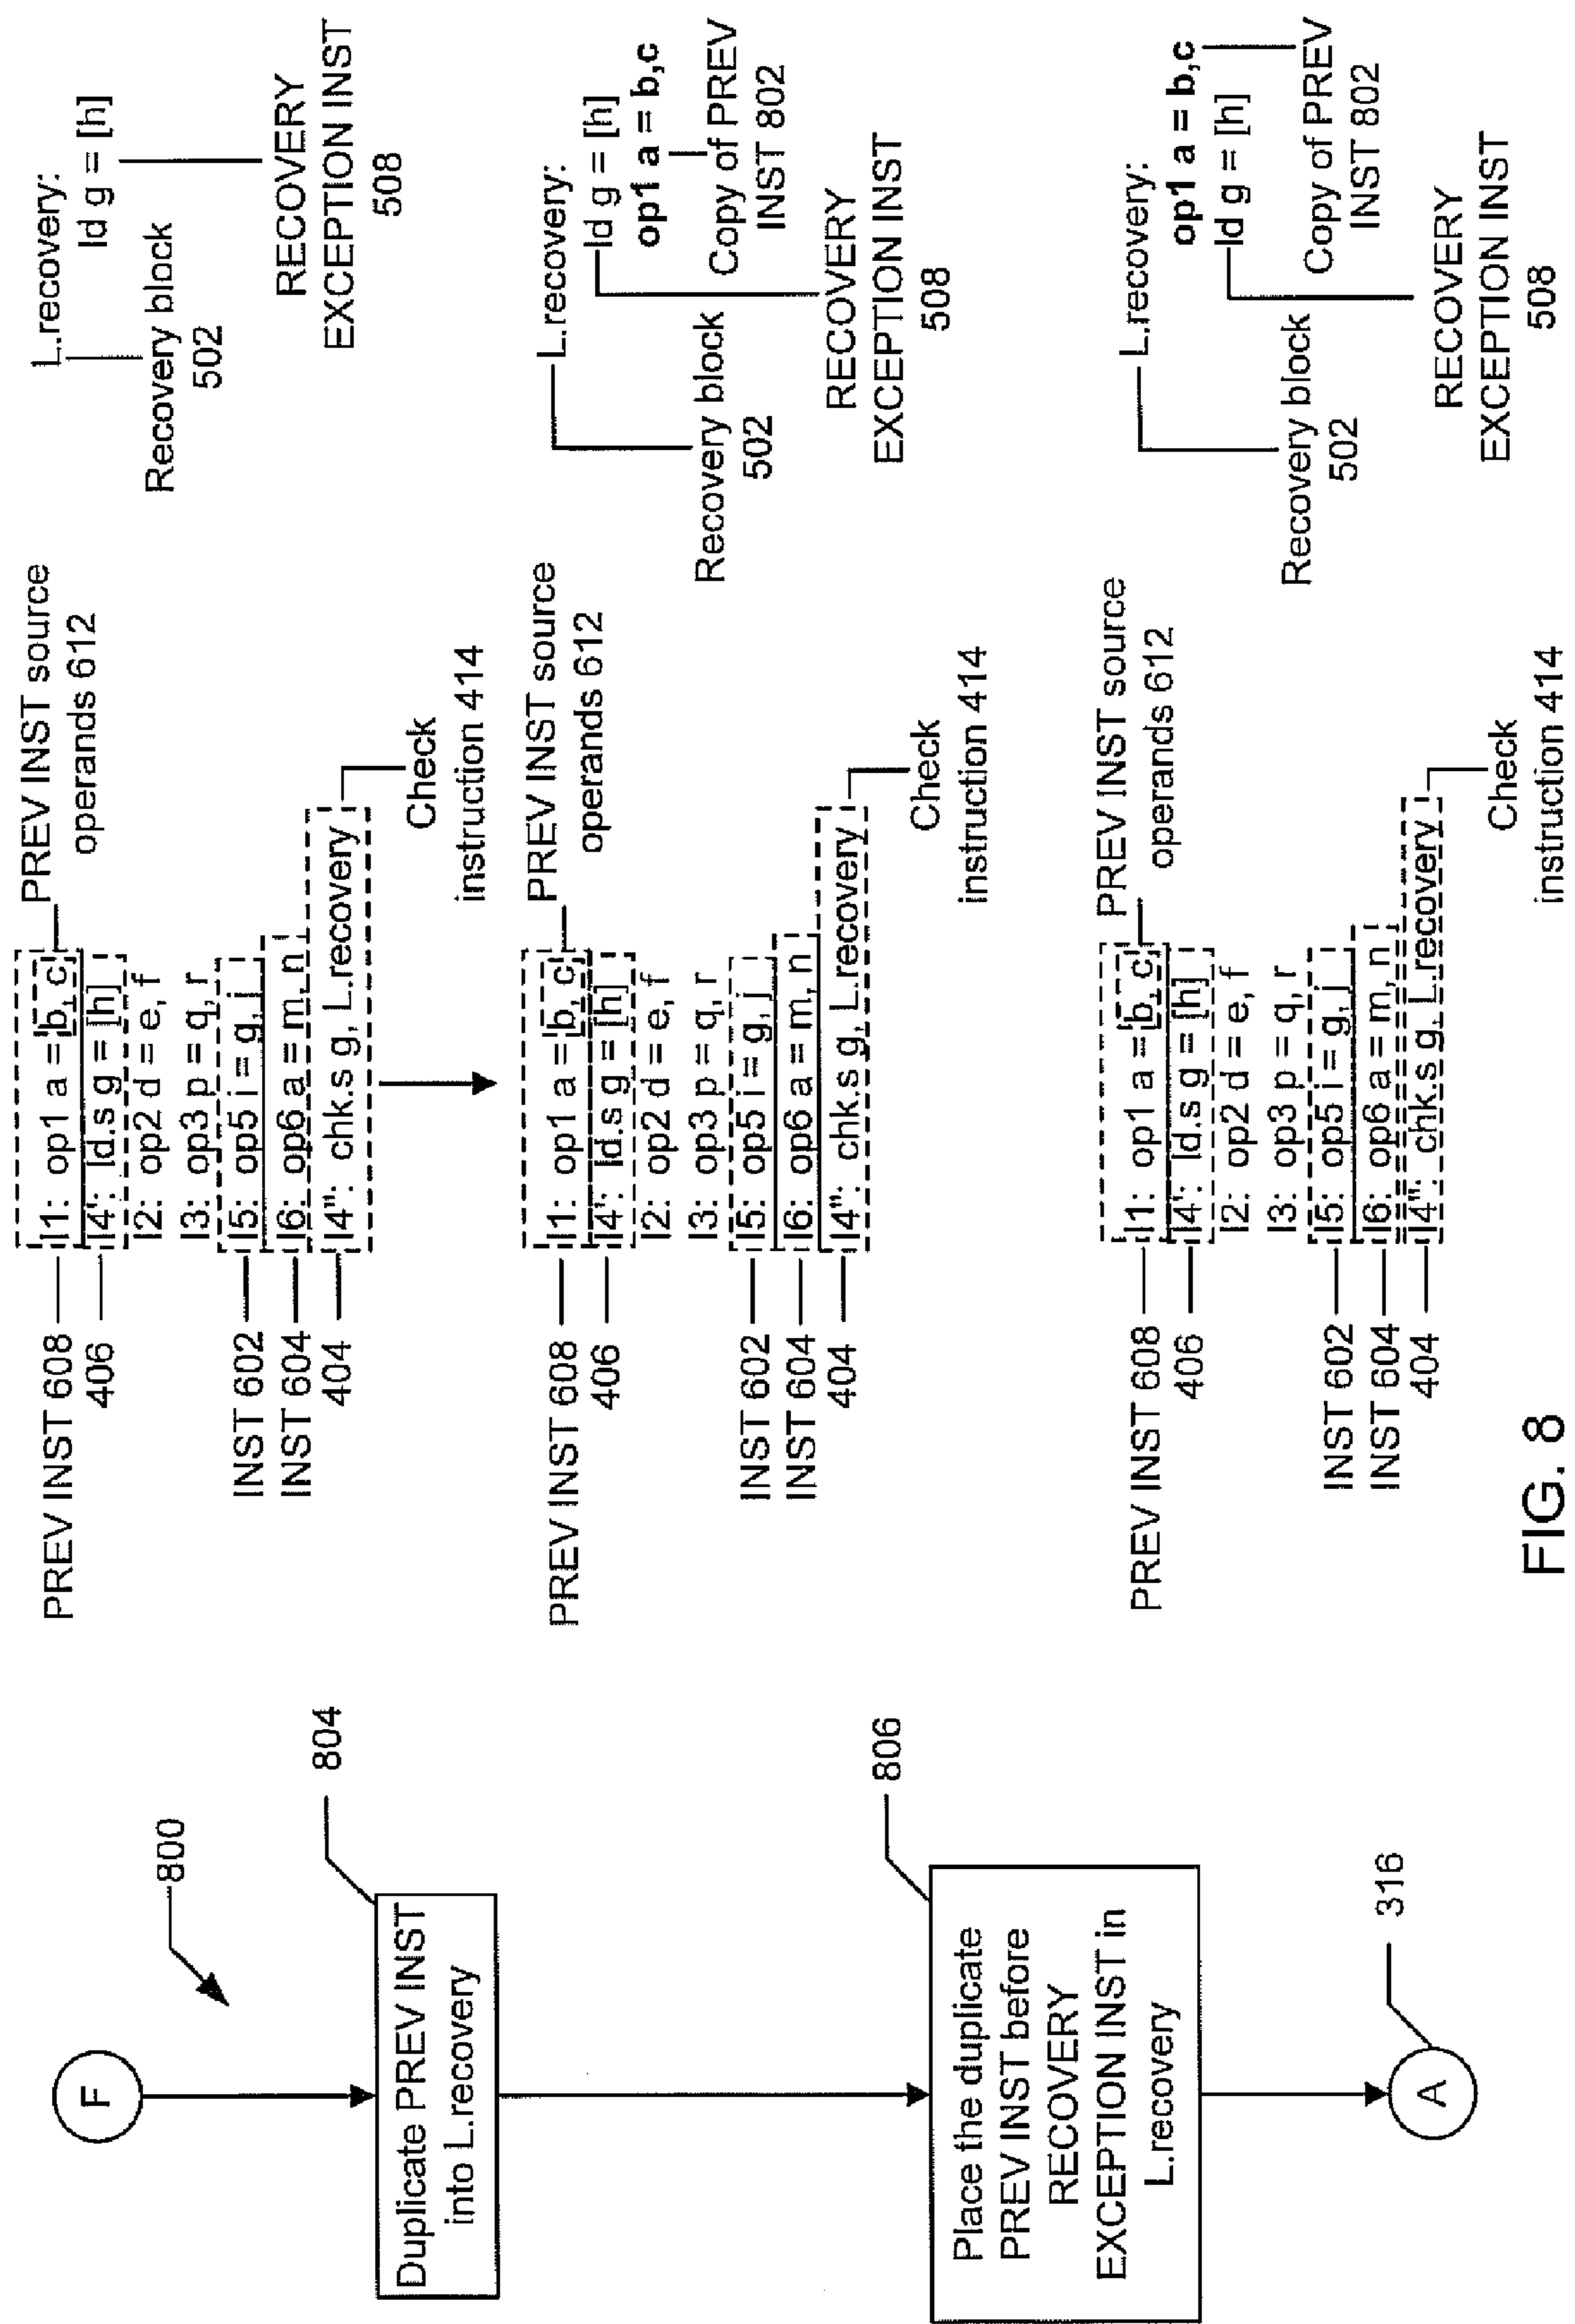 F
800
804
Duplicate PREV INST
into L.recovery
806
Place the duplicate
PREV INST before
RECOVERY
EXCEPTION INST in
L.recovery
316
A
PREV INST 608
406
INST 602
INST 604
404
I1: op1 a = b, c
I4': ld.s g = [h]
I2: op2 d = e, f
I3: op3 p = q, r
I5: op5 i = g, j
I6: op6 a = m, n
I4": chk.s g, L.recovery
PREV INST source
operands 612
Check
instruction 414
L.recovery:
ld g = [h]
Recovery block
502
RECOVERY
EXCEPTION INST
508
PREV INST 608
406
INST 602
INST 604
404
I1: op1 a = b, c
I4': ld.s g = [h]
I2: op2 d = e, f
I3: op3 p = q, r
I5: op5 i = g, j
I6: op6 a = m, n
I4": chk.s g, L.recovery
PREV INST source
operands 612
Check
instruction 414
L.recovery:
ld g = [h]
op1 a = b,c
Copy of PREV
INST 802
Recovery block
502
RECOVERY
EXCEPTION INST
508
PREV INST 608
406
INST 602
INST 604
404
I1: op1 a = b, c
I4': ld.s g = [h]
I2: op2 d = e, f
I3: op3 p = q, r
I5: op5 i = g, j
I6: op6 a = m, n
I4": chk.s g, L.recovery
PREV INST source
operands 612
Check
instruction 414
L.recovery:
op1 a = b,c
ld g = [h]
Copy of PREV
INST 802
Recovery block
502
RECOVERY
EXCEPTION INST
508
FIG. 8